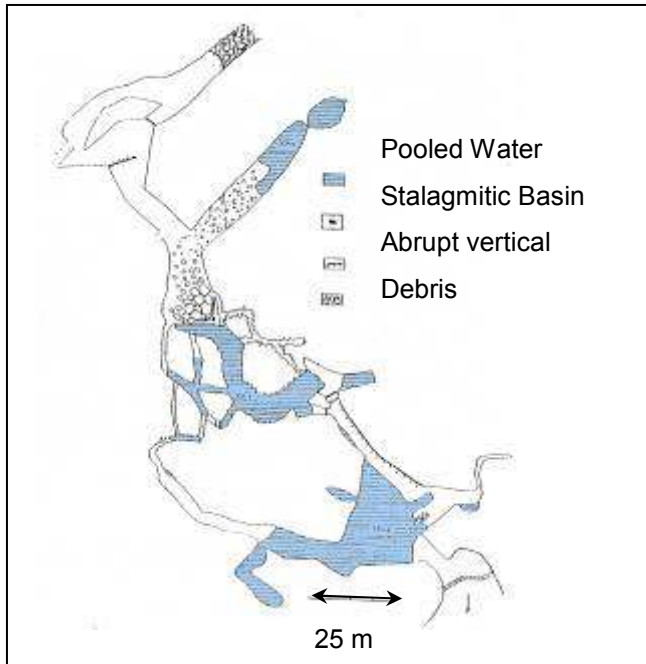 Pooled Water
Stalagmitic Basin
Abrupt vertical
Debris
25 m